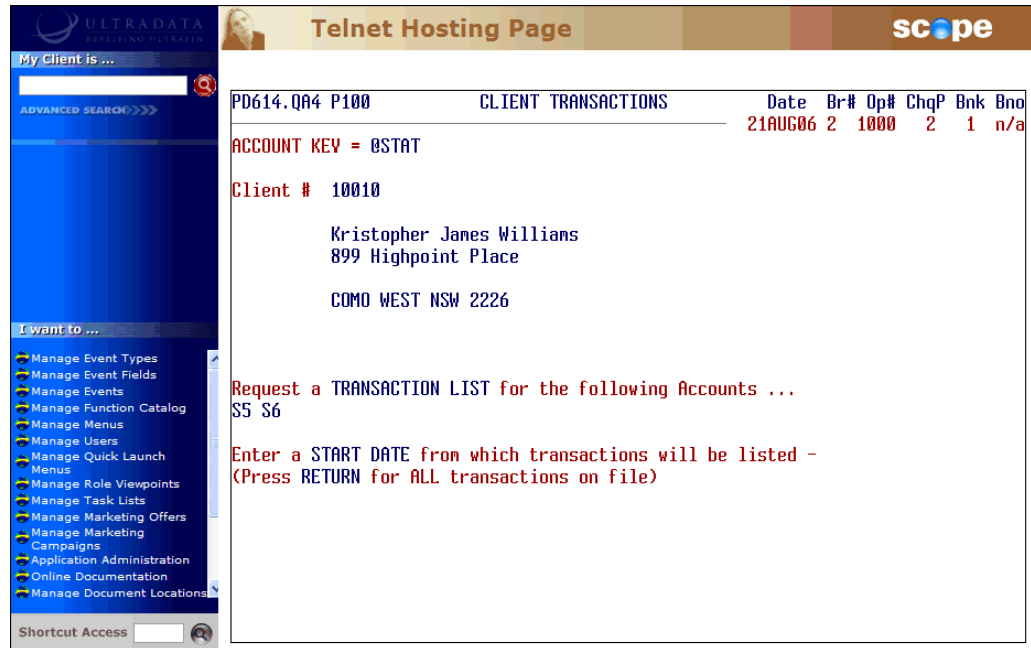 ULTRADATA
REALISING ULTRAFIN
Telnet Hosting Page
scope
My Client is ...
ADVANCED SEARCH
PD614.QA4 P100 CLIENT TRANSACTIONS Date Br# Op# ChqP Bnk Bno
21AUG06 2 1000 2 1 n/a
ACCOUNT KEY = @STAT
Client # 10010
Kristopher James Williams
899 Highpoint Place
COMO WEST NSW 2226
Request a TRANSACTION LIST for the following Accounts ...
S5 S6
Enter a START DATE from which transactions will be listed -
(Press RETURN for ALL transactions on file)
I want to ...
Manage Event Types
Manage Event Fields
Manage Events
Manage Function Catalog
Manage Menus
Manage Users
Manage Quick Launch
Menus
Manage Role Viewpoints
Manage Task Lists
Manage Marketing Offers
Manage Marketing
Campaigns
Application Administration
Online Documentation
Manage Document Locations
Shortcut Access